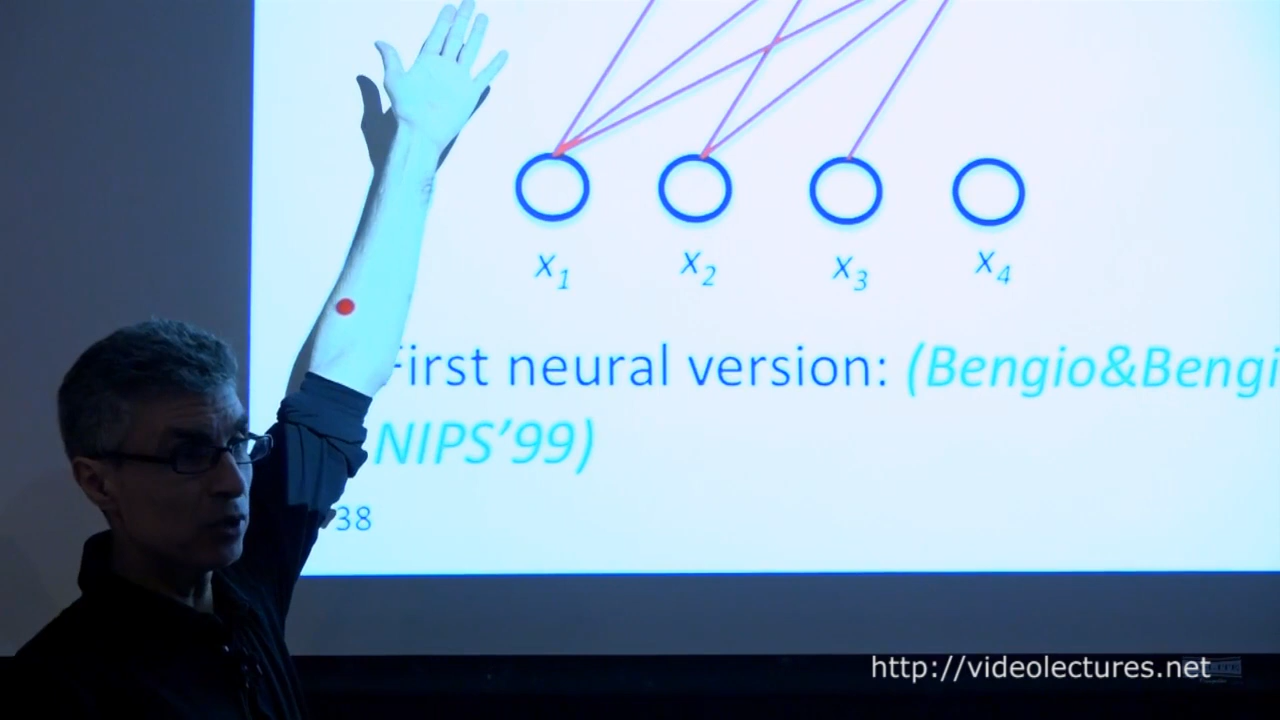 x1 x2 x3 x4
First neural version: (Bengio&Bengi
NIPS'99)
38
http://videolectures.net